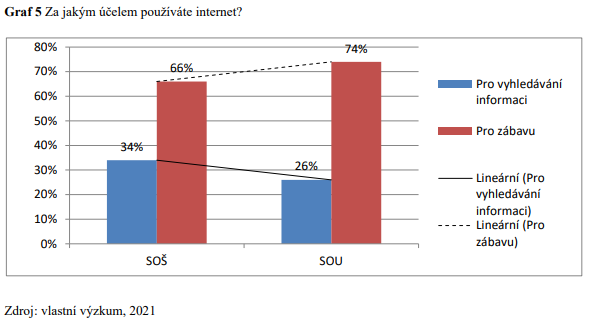 Graf 5 Za jakým účelem používáte internet?
80%
70%
60%
50%
40%
30%
20%
10%
0%
34%
66%
26%
74%
SOŠ
SOU
Pro vyhledávání
informaci
Pro zábavu
Lineární (Pro
vyhledávání
informaci)
Lineární (Pro
zábavu)
Zdroj: vlastní výzkum, 2021